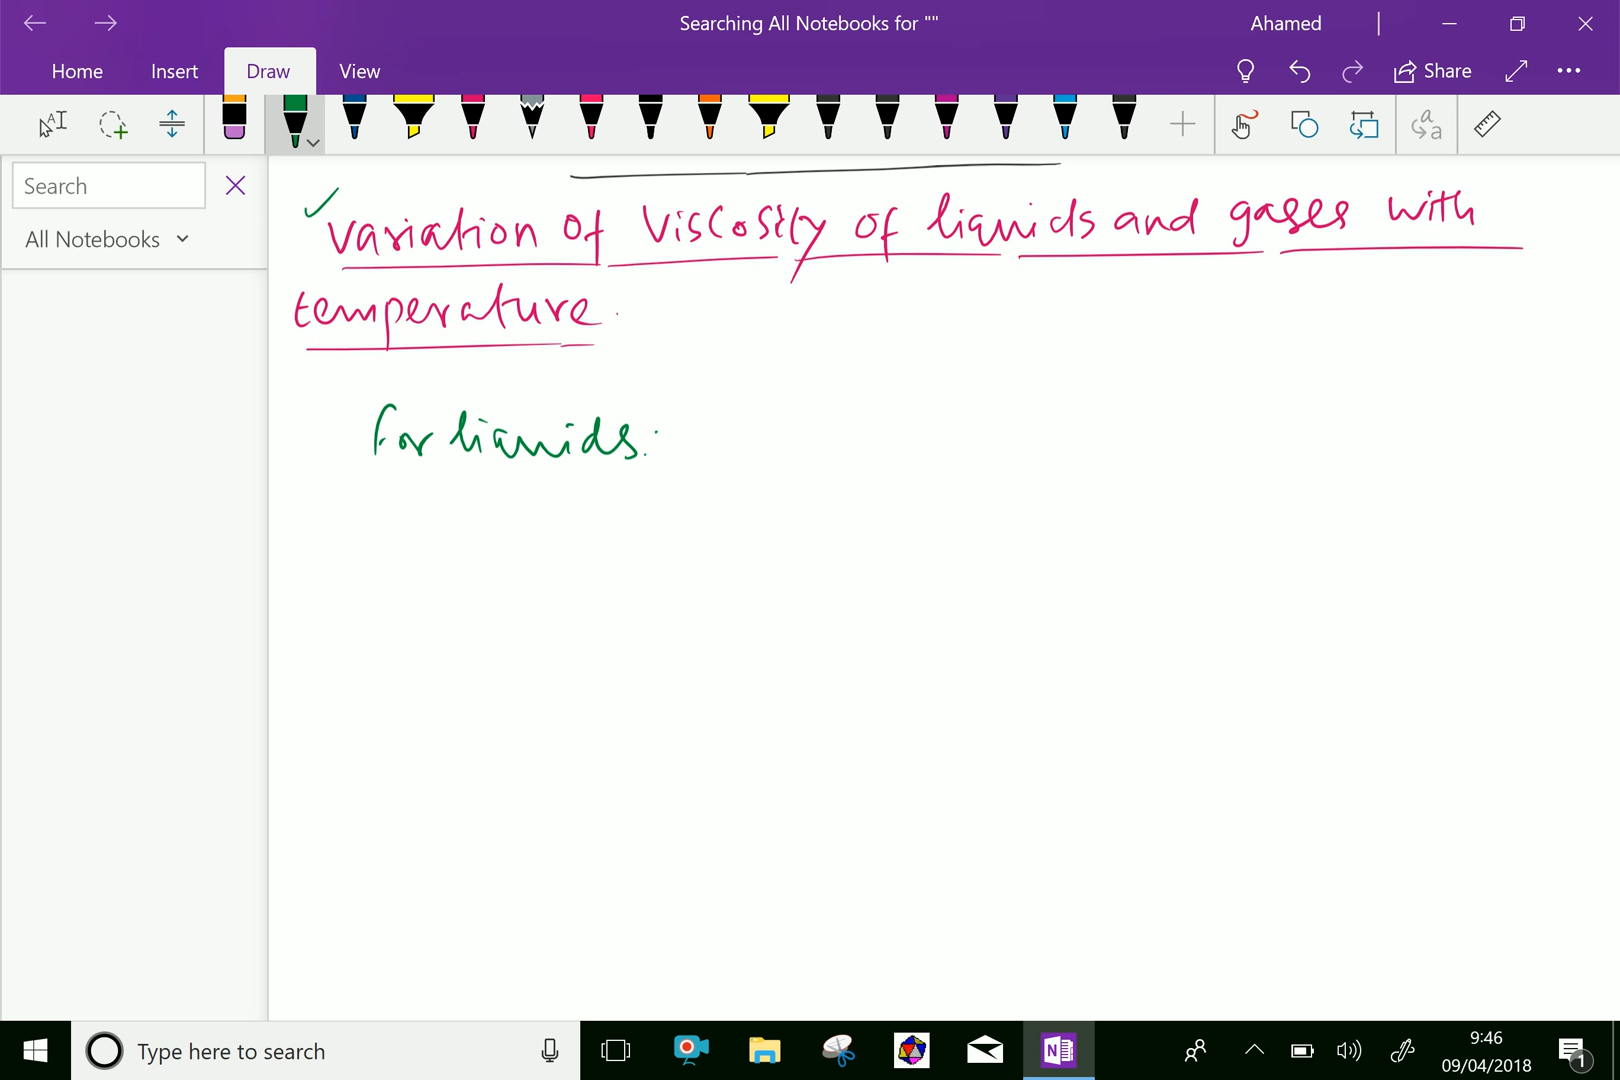 Searching All Notebooks for ""
Ahamed
Home Insert Draw View
Share
Search
All Notebooks
Variation of Viscosity of liquids and gases with
temperature.
For liquids:
Type here to search
9:46
09/04/2018
1